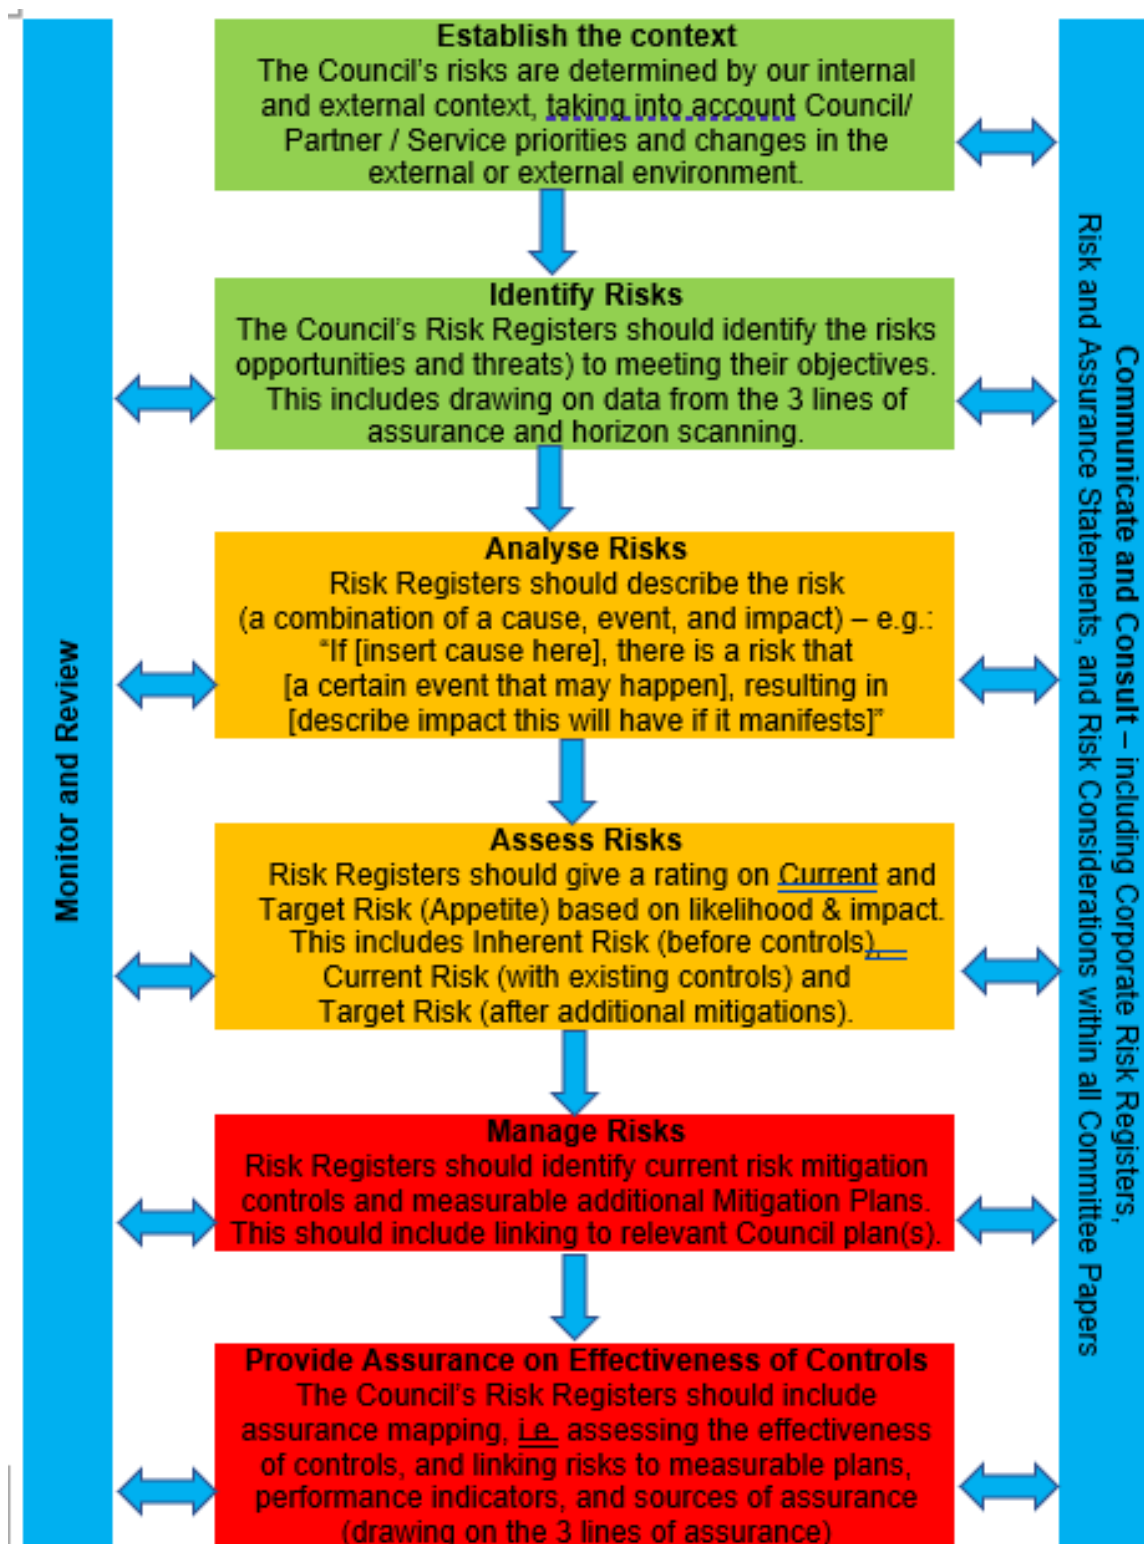 Establish the context
The Council's risks are determined by our internal
and external context, taking into account Council/
Partner / Service priorities and changes in the
external or external environment.
Identify Risks
The Council's Risk Registers should identify the risks
opportunities and threats) to meeting their objectives.
This includes drawing on data from the 3 lines of
assurance and horizon scanning.
Analyse Risks
Risk Registers should describe the risk
(a combination of a cause, event, and impact) – e.g.:
“If [insert cause here], there is a risk that
[a certain event that may happen], resulting in
[describe impact this will have if it manifests]”
Assess Risks
Risk Registers should give a rating on Current and
Target Risk (Appetite) based on likelihood & impact.
This includes Inherent Risk (before controls),
Current Risk (with existing controls) and
Target Risk (after additional mitigations).
Manage Risks
Risk Registers should identify current risk mitigation
controls and measurable additional Mitigation Plans.
This should include linking to relevant Council plan(s).
Provide Assurance on Effectiveness of Controls
The Council's Risk Registers should include
assurance mapping, i.e. assessing the effectiveness
of controls, and linking risks to measurable plans,
performance indicators, and sources of assurance
(drawing on the 3 lines of assurance)
Monitor and Review
Communicate and Consult – including Corporate Risk Registers,
Risk and Assurance Statements, and Risk Considerations within all Committee Papers